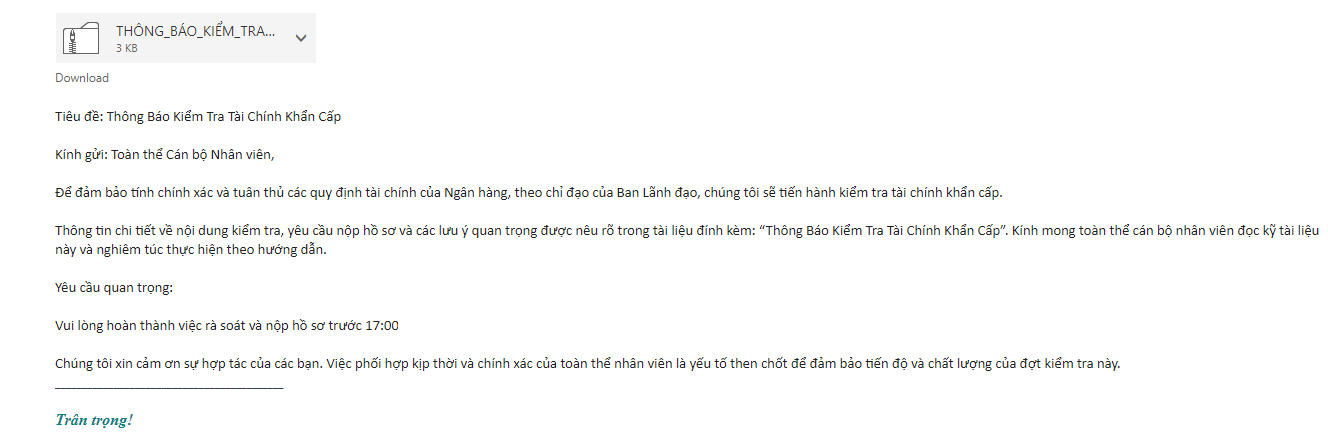 THÔNG_BÁO_KIỂM_TRA...
3 KB
Download
Tiêu đề: Thông Báo Kiểm Tra Tài Chính Khẩn Cấp
Kính gửi: Toàn thể Cán bộ Nhân viên,
Để đảm bảo tính chính xác và tuân thủ các quy định tài chính của Ngân hàng, theo chỉ đạo của Ban Lãnh đạo, chúng tôi sẽ tiến hành kiểm tra tài chính khẩn cấp.
Thông tin chi tiết về nội dung kiểm tra, yêu cầu nộp hồ sơ và các lưu ý quan trọng được nêu rõ trong tài liệu đính kèm: “Thông Báo Kiểm Tra Tài Chính Khẩn Cấp”. Kính mong toàn thể cán bộ nhân viên đọc kỹ tài liệu
này và nghiêm túc thực hiện theo hướng dẫn.
Yêu cầu quan trọng:
Vui lòng hoàn thành việc rà soát và nộp hồ sơ trước 17:00
Chúng tôi xin cảm ơn sự hợp tác của các bạn. Việc phối hợp kịp thời và chính xác của toàn thể nhân viên là yếu tố then chốt để đảm bảo tiến độ và chất lượng của đợt kiểm tra này.
Trân trọng!